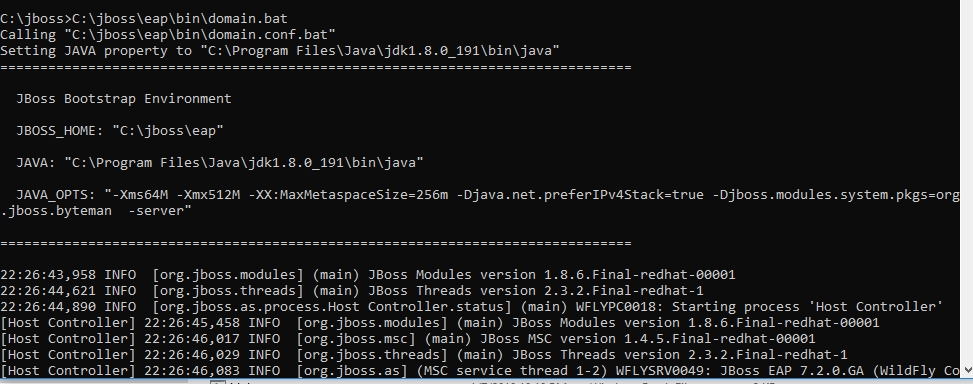 C:\jboss>C:\jboss\eap\bin\domain.bat
Calling "C:\jboss\eap\bin\domain.conf.bat"
Setting JAVA property to "C:\Program Files\Java\jdk1.8.0_191\bin\java"
===============================================================================
JBoss Bootstrap Environment
JBOSS_HOME: "C:\jboss\eap"
JAVA: "C:\Program Files\Java\jdk1.8.0_191\bin\java"
JAVA_OPTS: "-Xms64M -Xmx512M -XX:MaxMetaspaceSize=256m -Djava.net.preferIPv4Stack=true -Djboss.modules.system.pkgs=org
.jboss.byteman  -server"
===============================================================================
22:26:43,958 INFO  [org.jboss.modules] (main) JBoss Modules version 1.8.6.Final-redhat-00001
22:26:44,621 INFO  [org.jboss.threads] (main) JBoss Threads version 2.3.2.Final-redhat-1
22:26:44,890 INFO  [org.jboss.as.process.Host Controller.status] (main) WFLYPC0018: Starting process 'Host Controller'
[Host Controller] 22:26:45,458 INFO  [org.jboss.modules] (main) JBoss Modules version 1.8.6.Final-redhat-00001
[Host Controller] 22:26:46,017 INFO  [org.jboss.msc] (main) JBoss MSC version 1.4.5.Final-redhat-00001
[Host Controller] 22:26:46,029 INFO  [org.jboss.threads] (main) JBoss Threads version 2.3.2.Final-redhat-1
[Host Controller] 22:26:46,083 INFO  [org.jboss.as] (MSC service thread 1-2) WFLYSRV0049: JBoss EAP 7.2.0.GA (WildFly Co